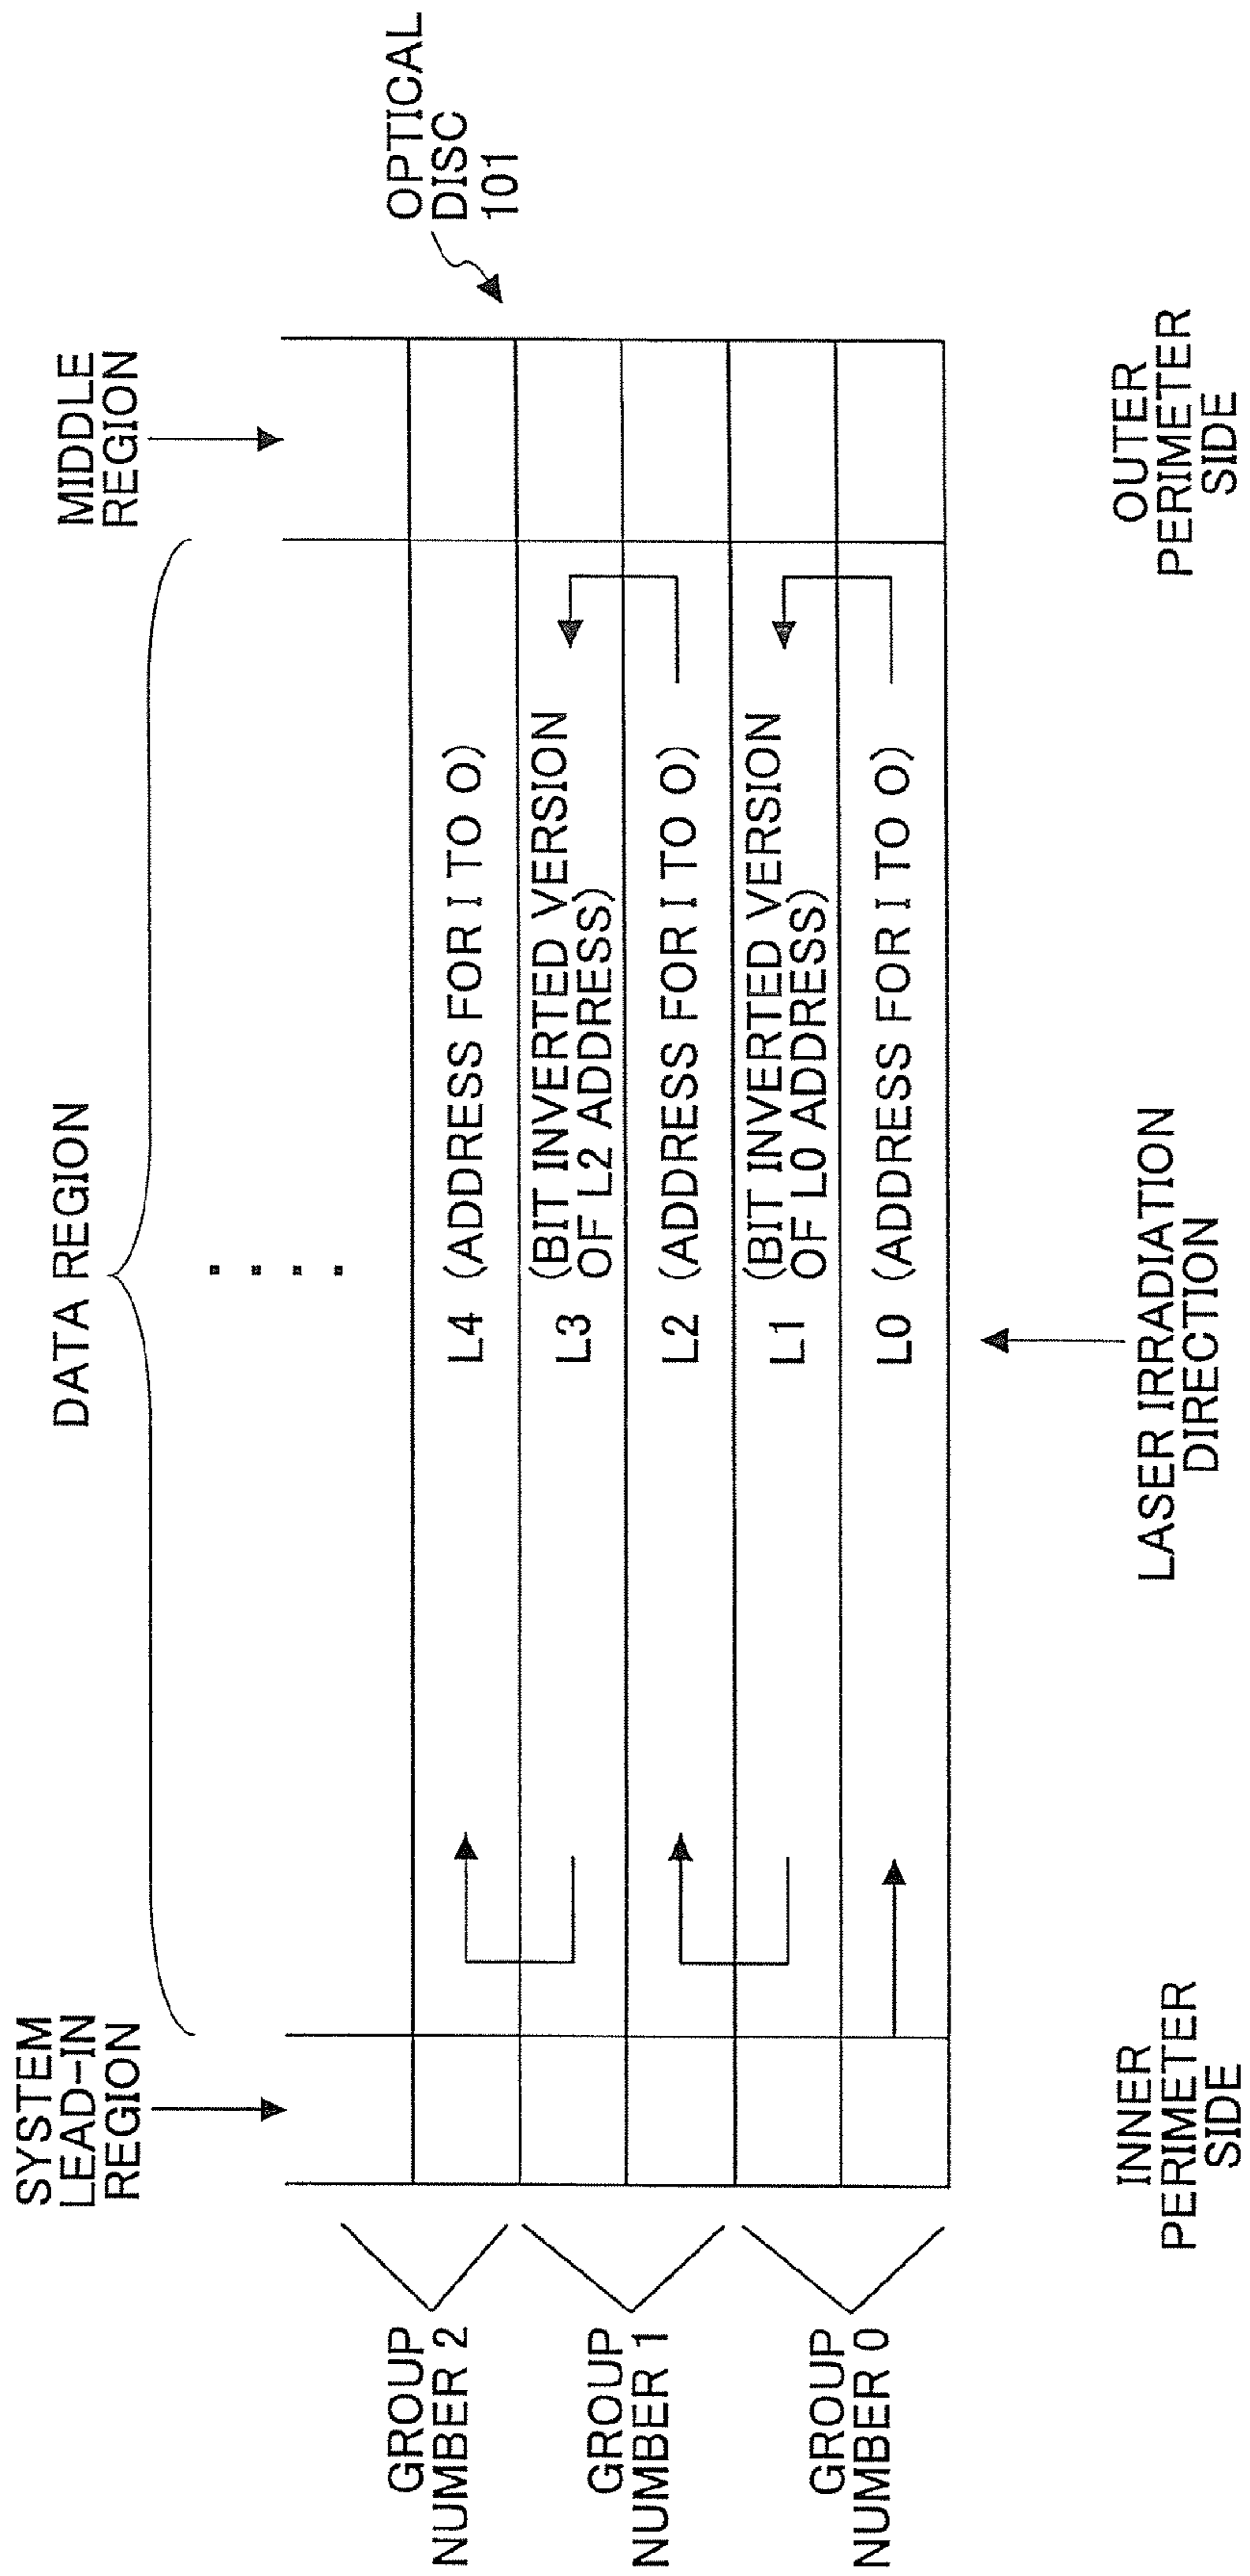 SYSTEM
LEAD-IN
REGION
DATA REGION
MIDDLE
REGION
OPTICAL
DISC
101
GROUP
NUMBER 2
L4 (ADDRESS FOR I TO O)
GROUP
NUMBER 1
L3 (BIT INVERTED VERSION
OF L2 ADDRESS)
L2 (ADDRESS FOR I TO O)
GROUP
NUMBER 0
L1 (BIT INVERTED VERSION
OF L0 ADDRESS)
L0 (ADDRESS FOR I TO O)
INNER
PERIMETER
SIDE
LASER IRRADIATION
DIRECTION
OUTER
PERIMETER
SIDE